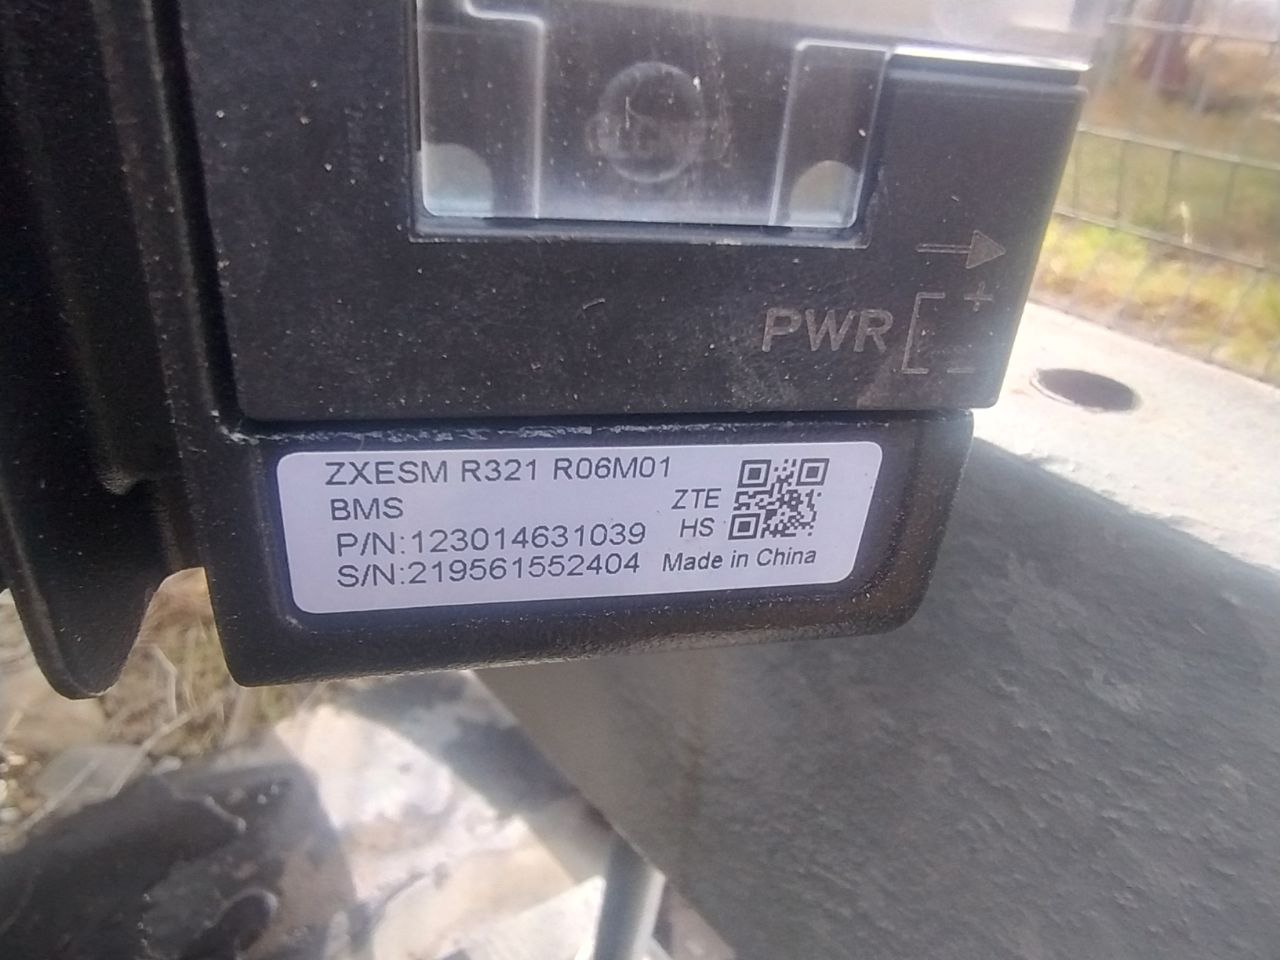 PWR
+
ZXESM R321 R06M01
BMS
ZTE
P/N:123014631039
HS
S/N:219561552404
Made in China